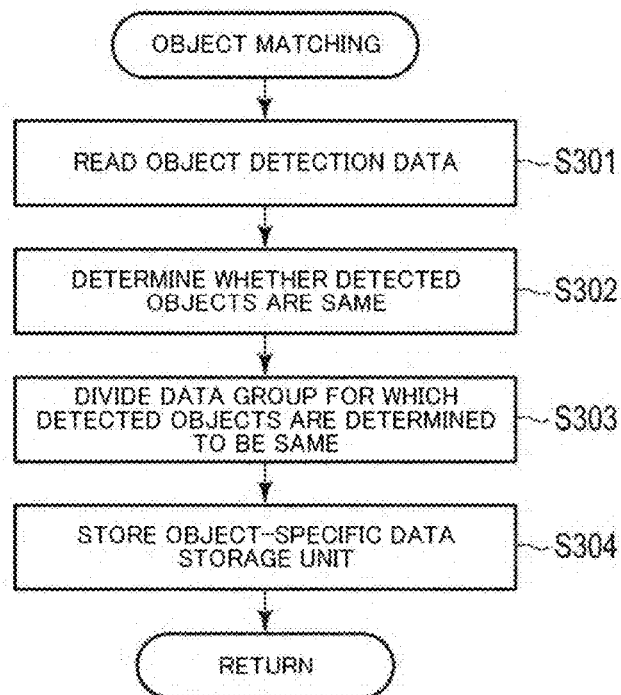 OBJECT MATCHING
READ OBJECT DETECTION DATA
S301
DETERMINE WHETHER DETECTED
OBJECTS ARE SAME
S302
DIVIDE DATA GROUP FOR WHICH
DETECTED OBJECTS ARE DETERMINED
TO BE SAME
S303
STORE OBJECT-SPECIFIC DATA
STORAGE UNIT
S304
RETURN